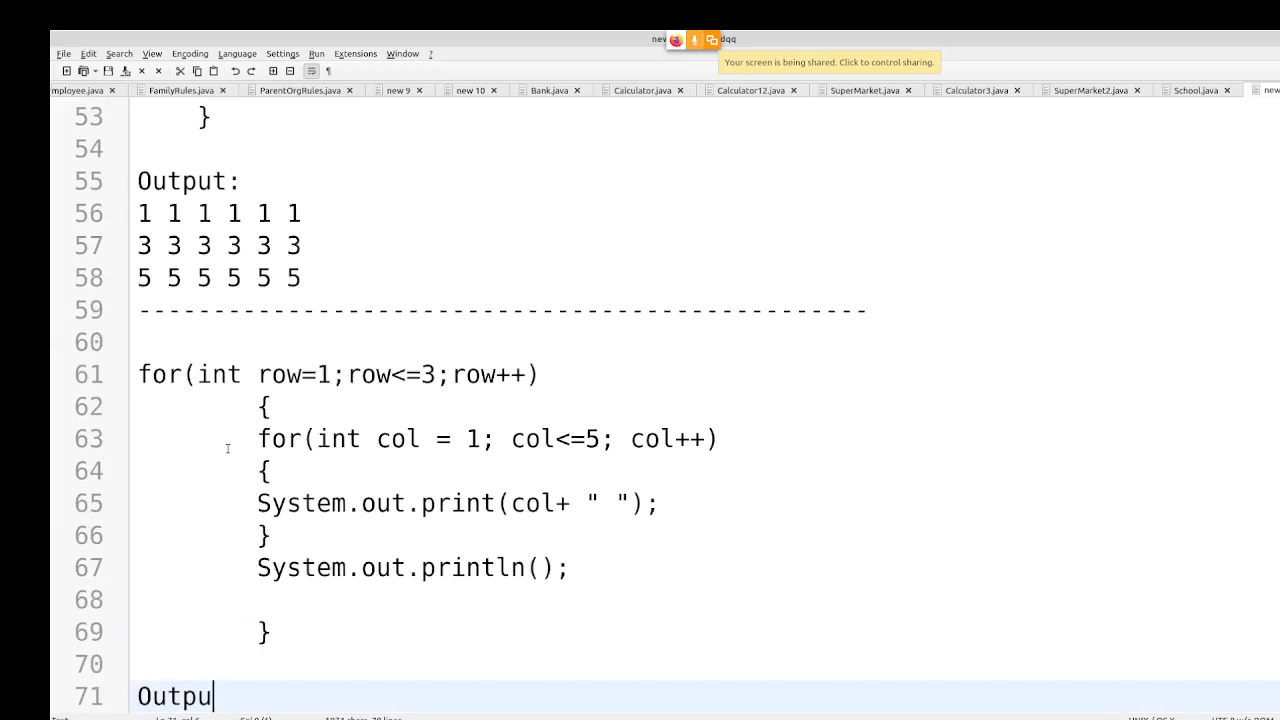 new dqq
File Edit Search View Encoding Language Settings Run Extensions Window ?
Your screen is being shared. Click to control sharing.
mployee.java FamilyRules.java ParentOrgRules.java new 9 new 10 Bank.java Calculator.java Calculator12.java SuperMarket.java Calculator3.java SuperMarket2.java School.java new
53 }
54
55 Output:
56 1 1 1 1 1 1
57 3 3 3 3 3 3
58 5 5 5 5 5 5
59 -------------------------------------------------
60
61 for(int row=1;row<=3;row++)
62 {
63 for(int col = 1; col<=5; col++)
64 {
65 System.out.print(col+ " ");
66 }
67 System.out.println();
68
69 }
70
71 Outpu